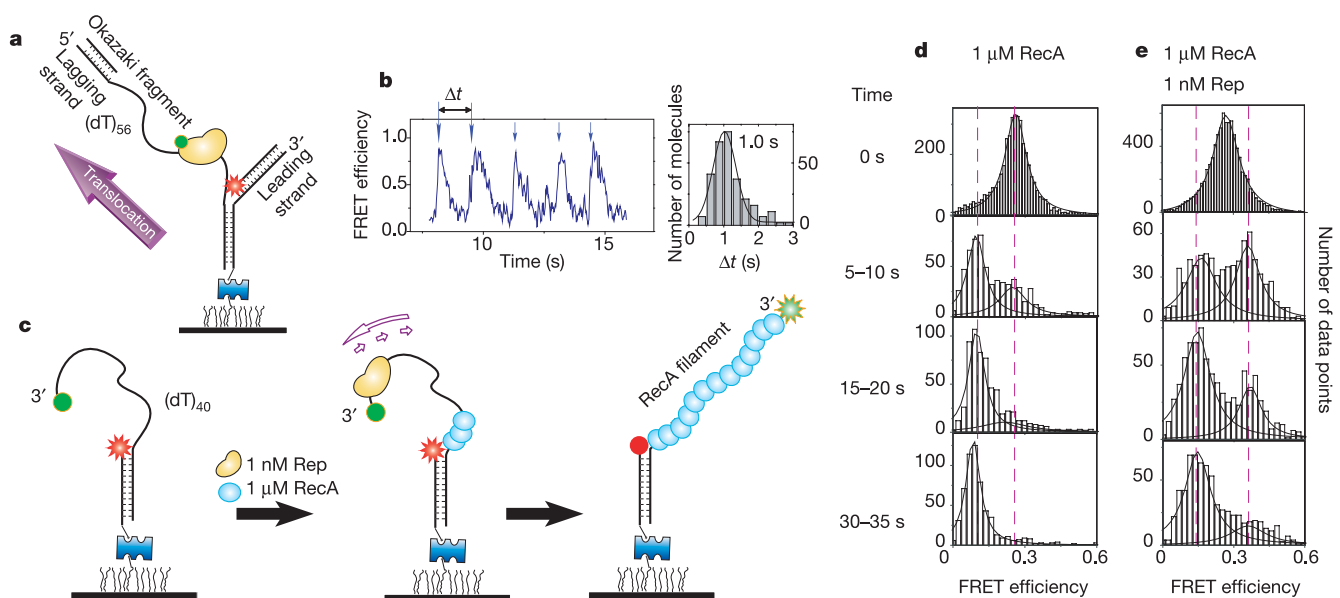 a
5′
Lagging
strand
Okazaki fragment
(dT)56
Translocation
3′
Leading
strand
b
Δt
FRET efficiency
1.0
0.5
0.0
10
15
Time (s)
Number of molecules
1.0 s
50
0
0
1
2
3
Δt (s)
c
3′
(dT)40
1 nM Rep
1 μM RecA
3′
RecA filament
3′
d
1 μM RecA
e
1 μM RecA
1 nM Rep
Time
0 s
5–10 s
15–20 s
30–35 s
200
0
50
0
100
50
0
100
50
0
0
0.3
0.6
FRET efficiency
400
200
0
60
40
20
0
60
30
0
50
0
0
0.3
0.6
FRET efficiency
Number of data points